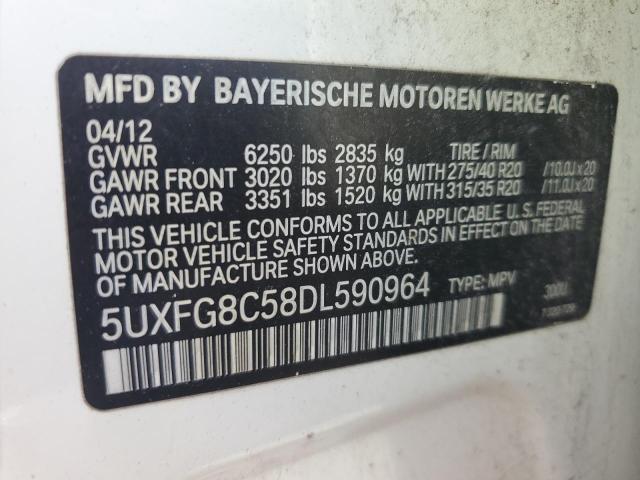 MFD BY BAYERISCHE MOTOREN WERKE AG
04/12
GVWR 6250 lbs 2835 kg TIRE / RIM
GAWR FRONT 3020 lbs 1370 kg WITH 275/40 R20 /10.0J x 20
GAWR REAR 3351 lbs 1520 kg WITH 315/35 R20 /11.0J x 20
THIS VEHICLE CONFORMS TO ALL APPLICABLE U.S. FEDERAL
MOTOR VEHICLE SAFETY STANDARDS IN EFFECT ON THE DATE
OF MANUFACTURE SHOWN ABOVE.
5UXFG8C58DL590964 TYPE: MPV 300U